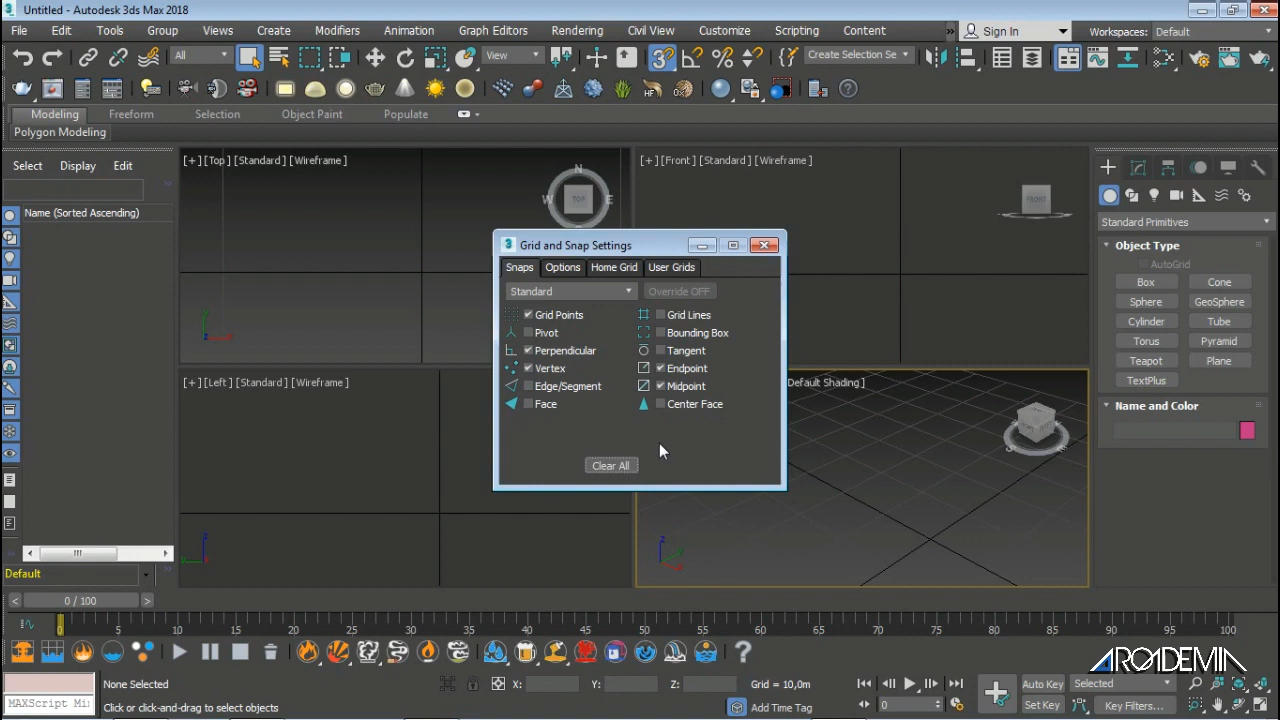 Untitled - Autodesk 3ds Max 2018
File Edit Tools Group Views Create Modifiers Animation Graph Editors Rendering Civil View Customize Scripting Content Sign In Workspaces: Default
All View Create Selection Se
Modeling Freeform Selection Object Paint Populate
Polygon Modeling
Select Display Edit
Name (Sorted Ascending)
[+] [Top] [Standard] [Wireframe]
N
W TOP E
[+] [Front] [Standard] [Wireframe]
FRONT
Standard Primitives
Object Type
AutoGrid
Box Cone
Sphere GeoSphere
Cylinder Tube
Torus Pyramid
Teapot Plane
TextPlus
Name and Color
Grid and Snap Settings
Snaps Options Home Grid User Grids
Standard Override OFF
Grid Points Grid Lines
Pivot Bounding Box
Perpendicular Tangent
Vertex Endpoint
Edge/Segment Midpoint
Face Center Face
Clear All
[+] [Left] [Standard] [Wireframe]
Default Shading ]
z
y
x
Default
< 0 / 100 >
0 5 10 15 20 25 30 35 40 45 50 55 60 65 70 75 80 85 90 95 100
ARCADEMIA
None Selected X: Y: Z: Grid = 10,0m Auto Key Selected
MAXScript Mi Click or click-and-drag to select objects Add Time Tag 0 Set Key Key Filters...